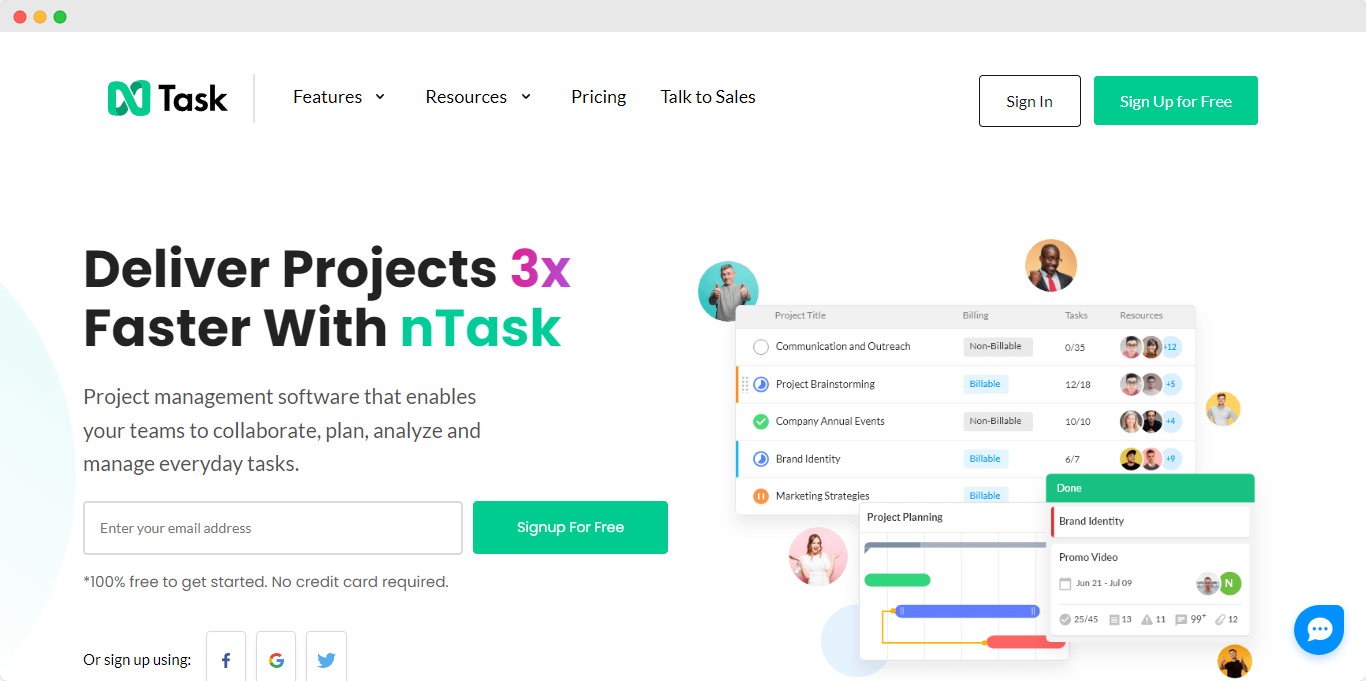 Task
Features
Resources
Pricing
Talk to Sales
Sign In
Sign Up for Free
Deliver Projects 3x
Faster With nTask
Project management software that enables
your teams to collaborate, plan, analyze and
manage everyday tasks.
Enter your email address
Signup For Free
*100% free to get started. No credit card required.
Or sign up using:
Project Title Billing Tasks Resources
Communication and Outreach Non-Billable 0/35 +12
Project Brainstorming Billable 12/18 +5
Company Annual Events Non-Billable 10/10 +4
Brand Identity Billable 6/7 +9
Marketing Strategies Billable
Project Planning
Done
Brand Identity
Promo Video
Jun 21 - Jul 09 N
25/45 13 11 99+ 12